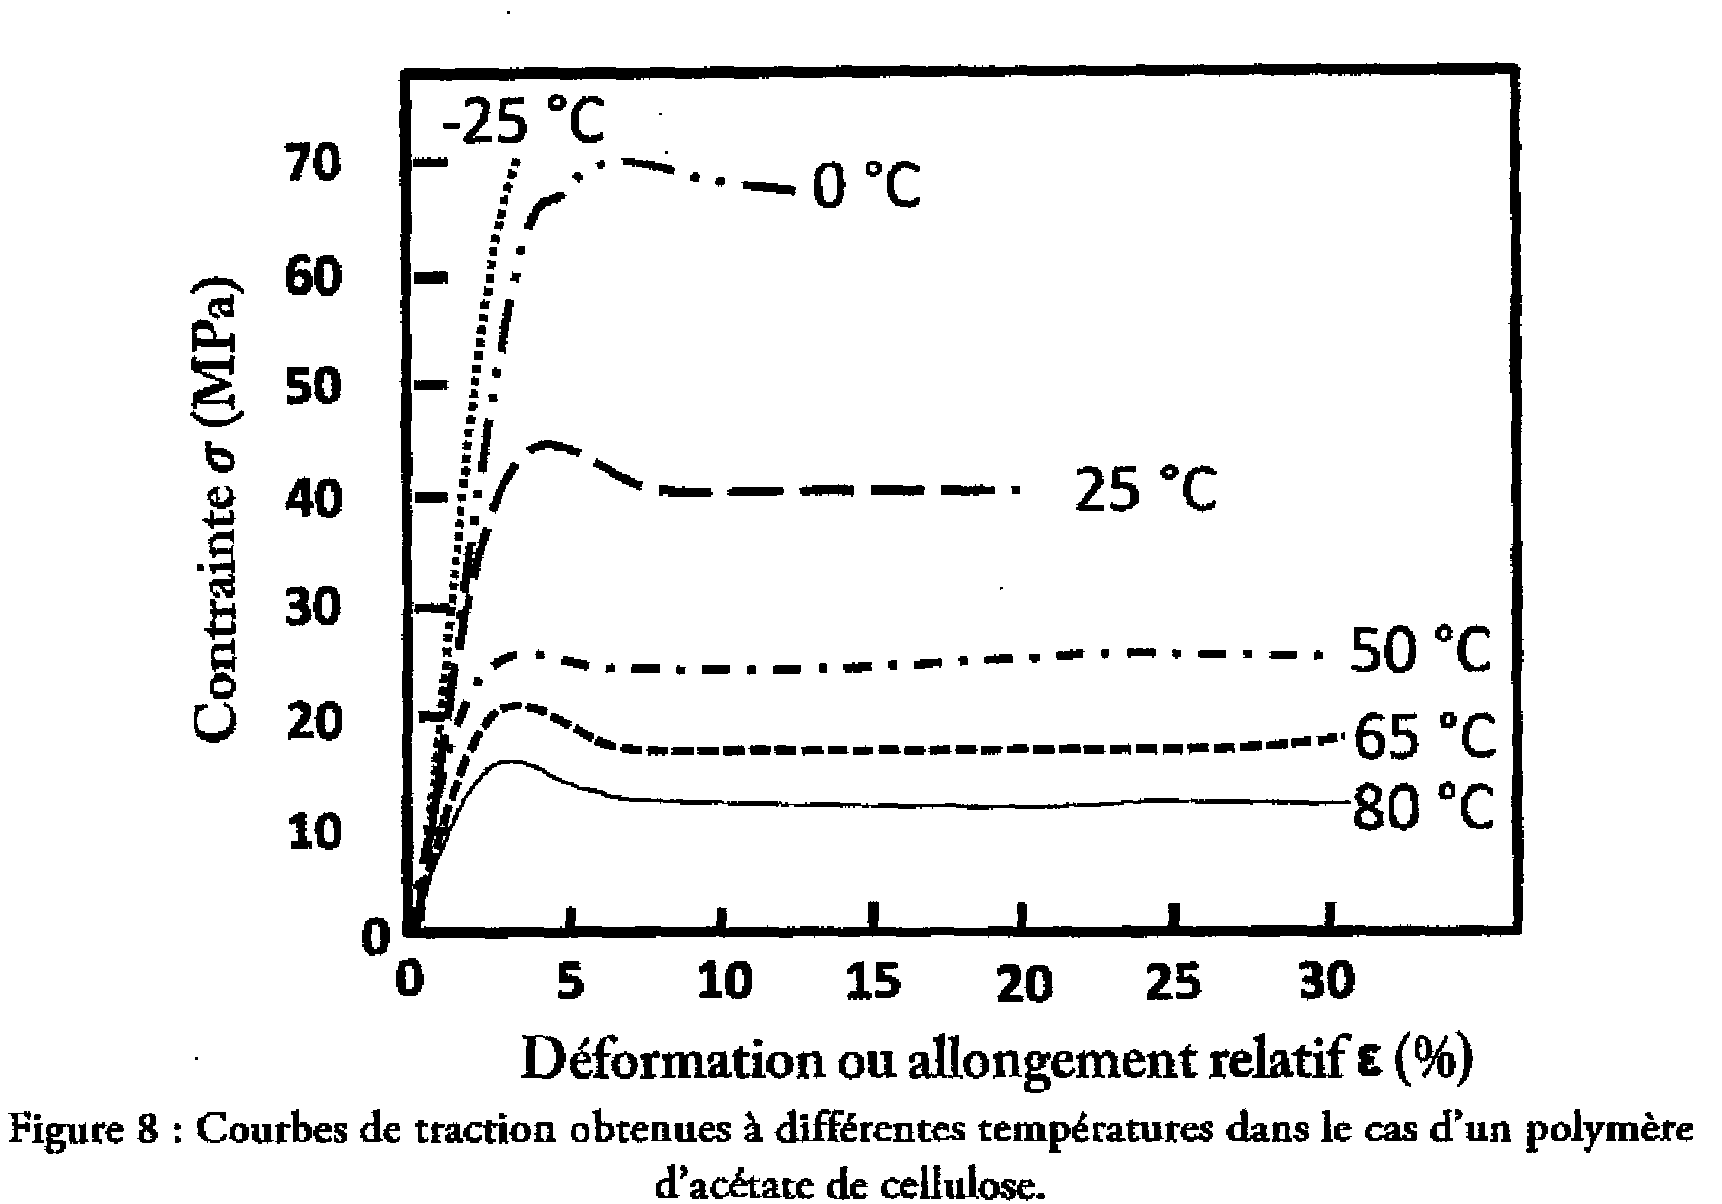 -25 °C
70
0 °C
60
Contrainte σ (MPa)
50
40
25 °C
30
50 °C
20
65 °C
10
80 °C
0
0 5 10 15 20 25 30
Déformation ou allongement relatif ε (%)
Figure 8 : Courbes de traction obtenues à différentes températures dans le cas d'un polymère
d'acétate de cellulose.